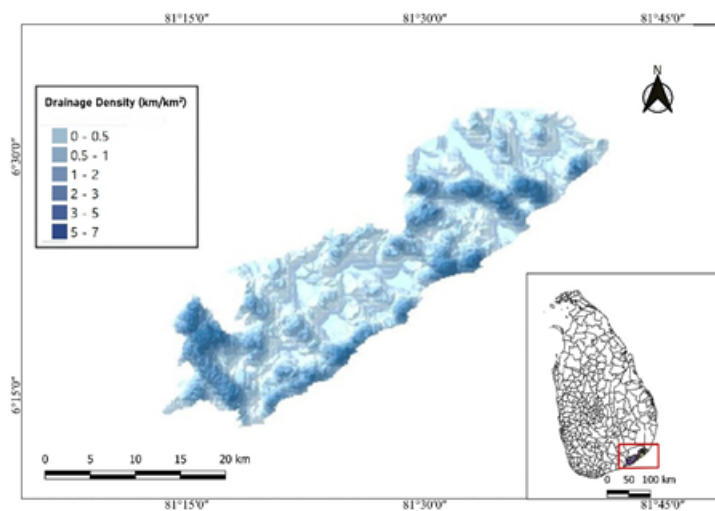 81°15'0" 81°30'0" 81°45'0"
N
Drainage Density (km/km²)
0 - 0.5
0.5 - 1
1 - 2
2 - 3
3 - 5
5 - 7
6°30'0"
6°15'0"
0 5 10 15 20 km
0 50 100 km
81°15'0" 81°30'0" 81°45'0"